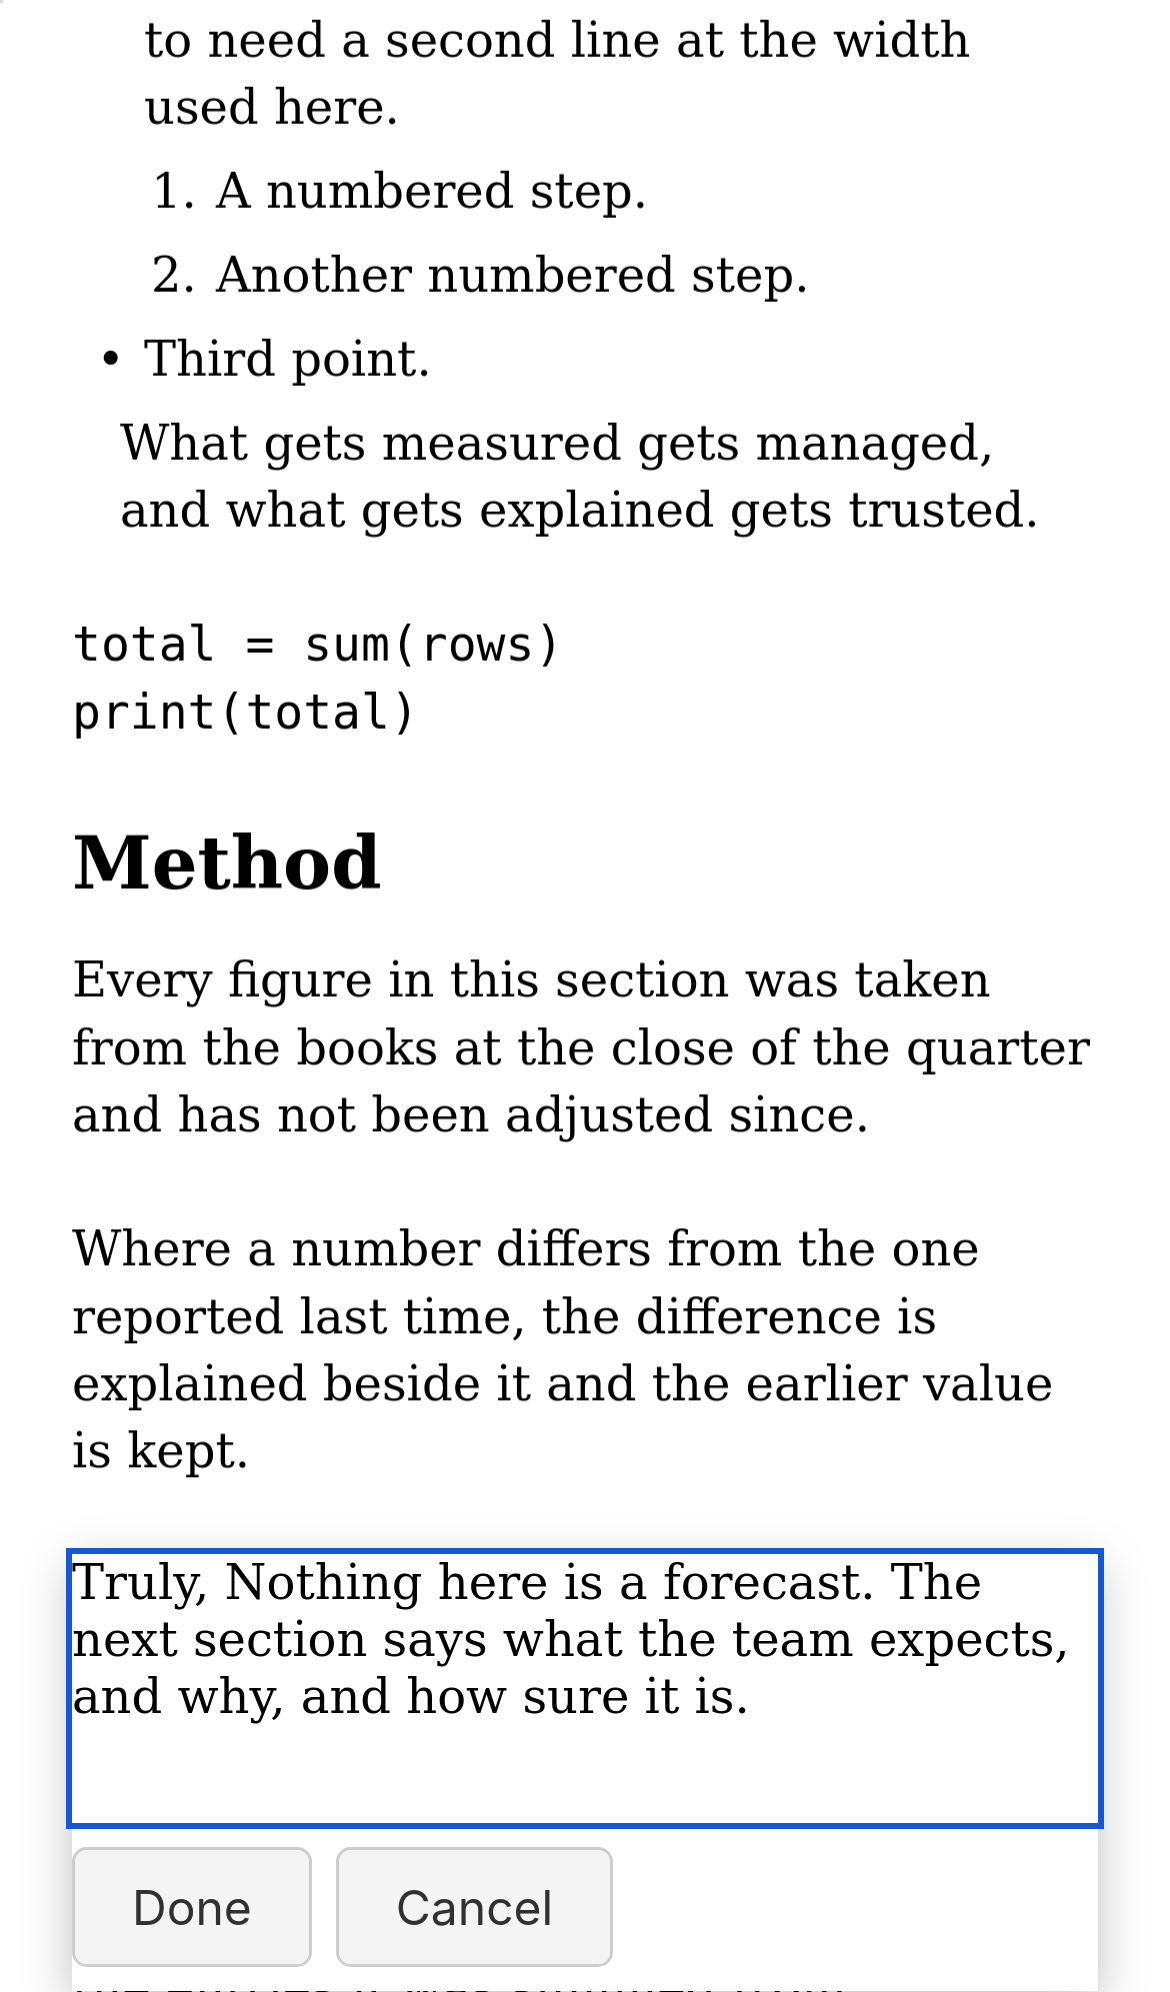 to need a second line at the width
used here.
1. A numbered step.
2. Another numbered step.
• Third point.
What gets measured gets managed,
and what gets explained gets trusted.
total = sum(rows)
print(total)
Method
Every figure in this section was taken
from the books at the close of the quarter
and has not been adjusted since.
Where a number differs from the one
reported last time, the difference is
explained beside it and the earlier value
is kept.
Truly, Nothing here is a forecast. The
next section says what the team expects,
and why, and how sure it is.
Done Cancel